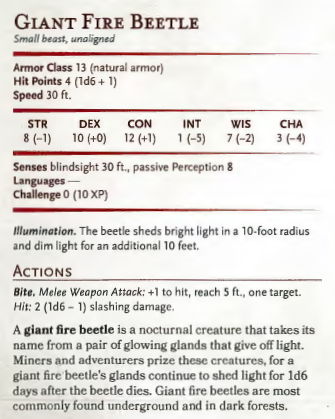 GIANT FIRE BEETLE
Small beast, unaligned
Armor Class 13 (natural armor)
Hit Points 4 (1d6 + 1)
Speed 30 ft.
STR DEX CON INT WIS CHA
8 (−1) 10 (+0) 12 (+1) 1 (−5) 7 (−2) 3 (−4)
Senses blindsight 30 ft., passive Perception 8
Languages —
Challenge 0 (10 XP)
Illumination. The beetle sheds bright light in a 10-foot radius
and dim light for an additional 10 feet.
ACTIONS
Bite. Melee Weapon Attack: +1 to hit, reach 5 ft., one target.
Hit: 2 (1d6 − 1) slashing damage.
A giant fire beetle is a nocturnal creature that takes its
name from a pair of glowing glands that give off light.
Miners and adventurers prize these creatures, for a
giant fire beetle's glands continue to shed light for 1d6
days after the beetle dies. Giant fire beetles are most
commonly found underground and in dark forests.